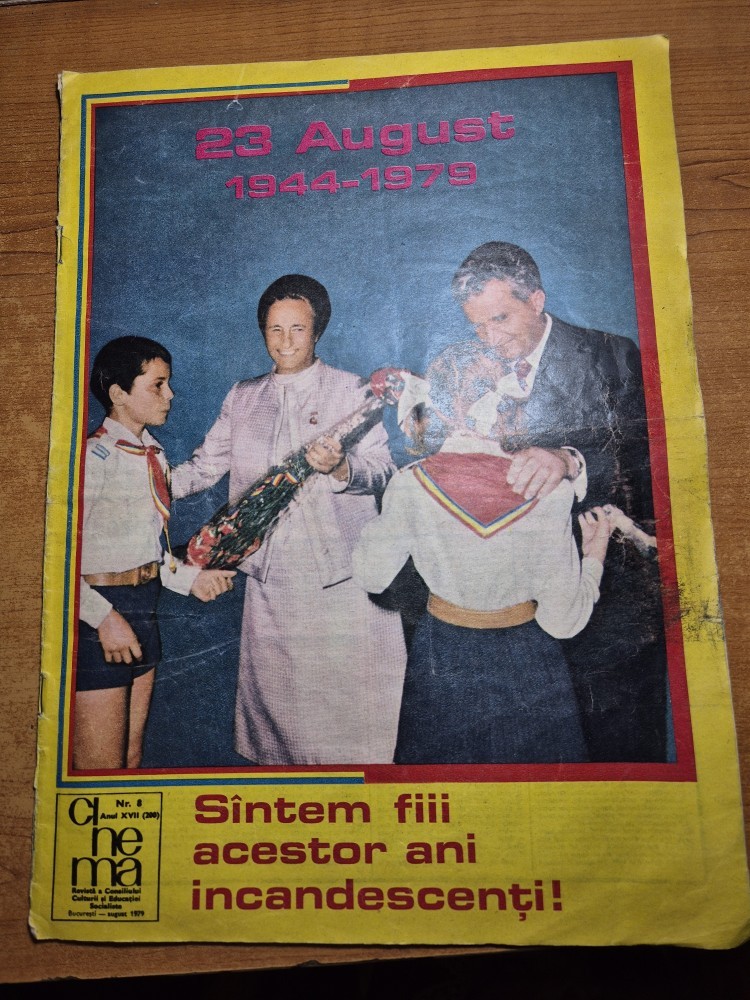 23 August
1944-1979
Cinema
Nr. 8
Anul XVII (200)
Revistă a Consiliului
Culturii și Educației
Socialiste
București — august 1979
Sîntem fiii
acestor ani
incandescenți!